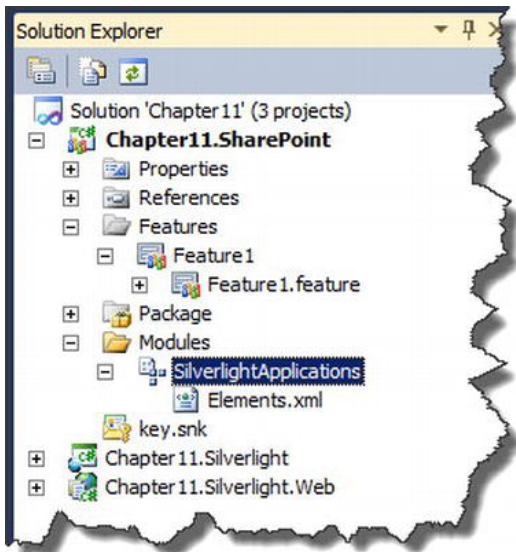 Solution Explorer
Solution 'Chapter11' (3 projects)
Chapter11.SharePoint
Properties
References
Features
Feature1
Feature1.feature
Package
Modules
SilverlightApplications
Elements.xml
key.snk
Chapter11.Silverlight
Chapter11.Silverlight.Web